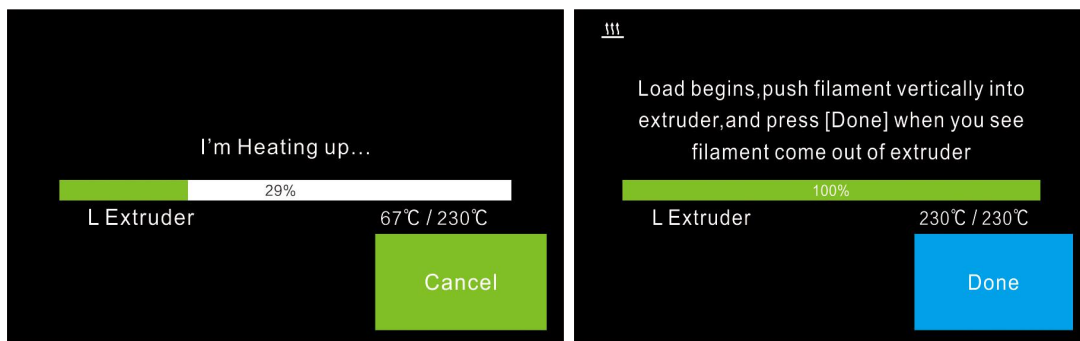 I’m Heating up...
29%
L Extruder
67℃ / 230℃
Cancel
Load begins,push filament vertically into
extruder,and press [Done] when you see
filament come out of extruder
100%
L Extruder
230℃ / 230℃
Done